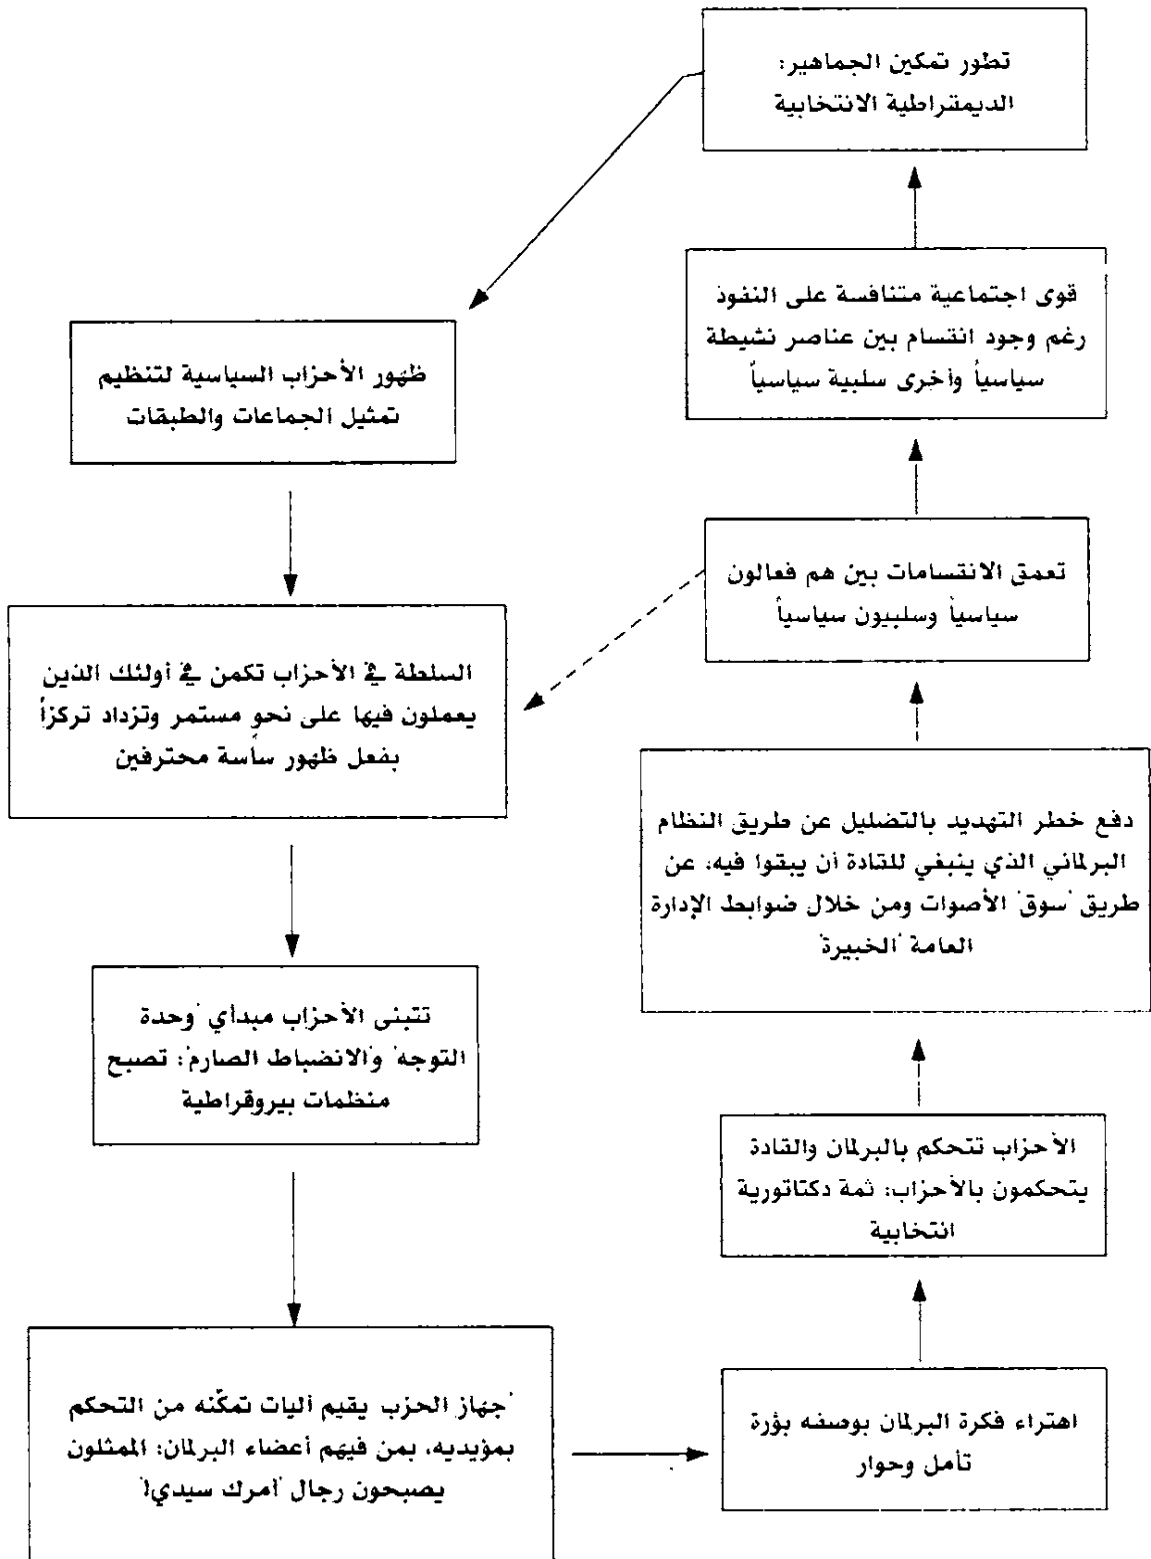 تطور تمكين الجماهير:
الديمقراطية الانتخابية
ظهور الأحزاب السياسية لتنظيم
تمثيل الجماعات والطبقات
السلطة في الأحزاب تكمن في أولئك الذين
يعملون فيها على نحو مستمر وتزداد تركزاً
بفعل ظهور ساسة محترفين
تتبنى الأحزاب مبدأي 'وحدة
التوجه' و'الانضباط الصارم': تصبح
منظمات بيروقراطية
'جهاز الحزب يقيم آليات تمكّنه من التحكم
بمؤيديه، بمن فيهم أعضاء البرلمان: الممثلون
يصبحون رجال 'أمرك سيدي!'
اهتراء فكرة البرلمان بوصفه بؤرة
تأمل وحوار
الأحزاب تتحكم بالبرلمان والقادة
يتحكمون بالأحزاب: ثمة دكتاتورية
انتخابية
دفع خطر التهديد بالتضليل عن طريق النظام
البرلماني الذي ينبغي للقادة أن يبقوا فيه، عن
طريق 'سوق' الأصوات ومن خلال ضوابط الإدارة
العامة 'الخبيرة'
تعمق الانقسامات بين هم فعالون
سياسياً وسلبيون سياسياً
قوى اجتماعية متنافسة على النفوذ
رغم وجود انقسام بين عناصر نشيطة
سياسياً وأخرى سلبية سياسياً